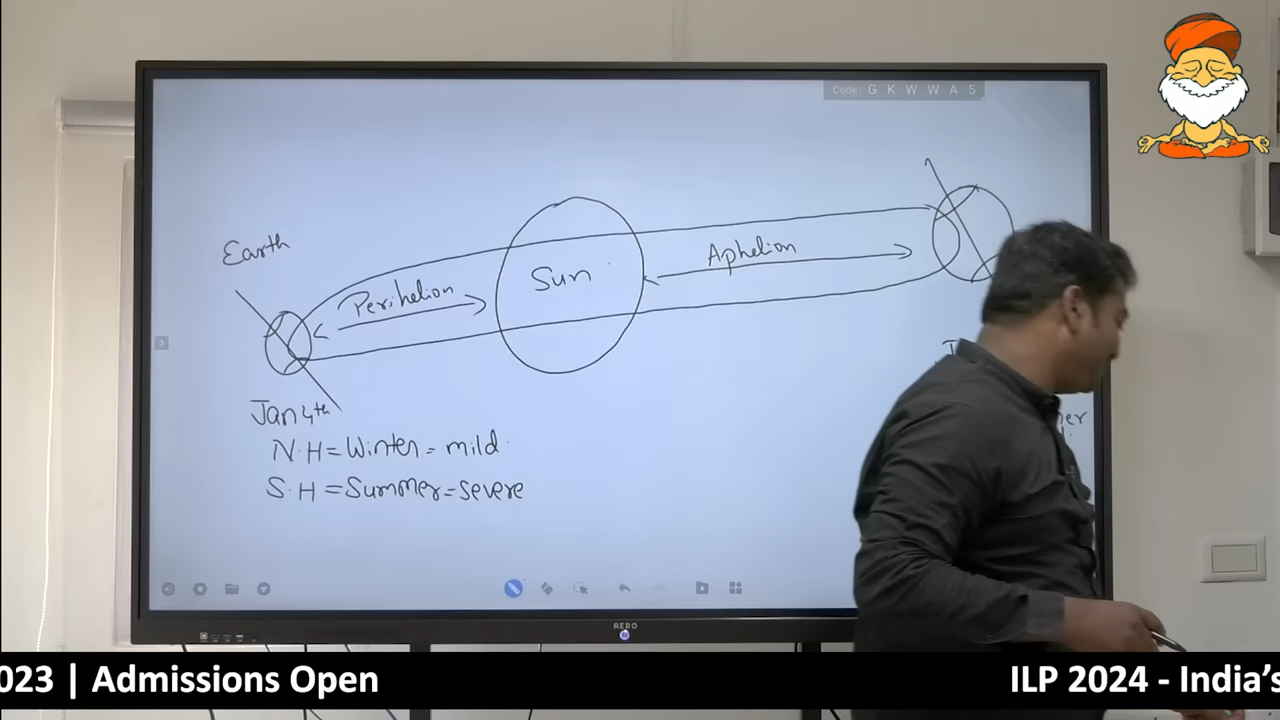 Code: G K W W A 5
Earth
Perihelion
Sun
Aphelion
Jan 4th
N.H = Winter = mild
S.H = Summer = severe
AERO
023 | Admissions Open
ILP 2024 - India's